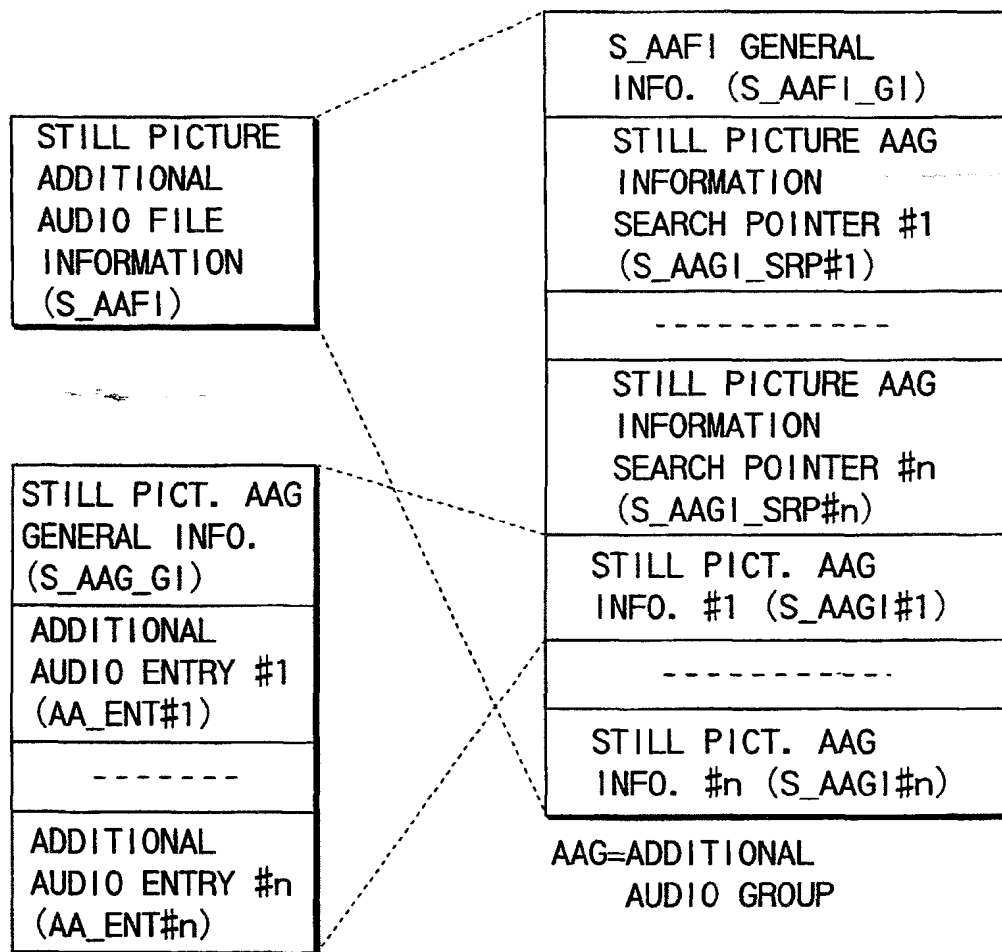 STILL PICTURE
ADDITIONAL
AUDIO FILE
INFORMATION
(S_AAFI)
STILL PICT. AAG
GENERAL INFO.
(S_AAG_GI)
ADDITIONAL
AUDIO ENTRY #1
(AA_ENT#1)
ADDITIONAL
AUDIO ENTRY #n
(AA_ENT#n)
S_AAFI GENERAL
INFO. (S_AAFI_GI)
STILL PICTURE AAG
INFORMATION
SEARCH POINTER #1
(S_AAGI_SRP#1)
STILL PICTURE AAG
INFORMATION
SEARCH POINTER #n
(S_AAGI_SRP#n)
STILL PICT. AAG
INFO. #1 (S_AAGI#1)
STILL PICT. AAG
INFO. #n (S_AAGI#n)
AAG=ADDITIONAL
AUDIO GROUP